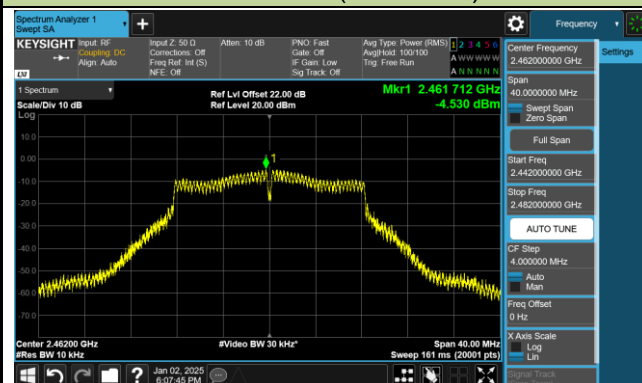 Spectrum Analyzer 1
Swept SA
+
Frequency
KEYSIGHT
Input: RF
Coupling: DC
Align: Auto
Input Z: 50 Ω
Corrections: Off
Freq Ref: Int (S)
NFE: Off
Atten: 10 dB
PNO: Fast
Gate: Off
IF Gain: Low
Sig Track: Off
Avg Type: Power (RMS)
Avg|Hold: 100/100
Trig: Free Run
1 2 3 4 5 6
A W W W W W
A N N N N N
LXI
1 Spectrum
Scale/Div 10 dB
Log
Ref Lvl Offset 22.00 dB
Ref Level 20.00 dBm
Mkr1 2.461 712 GHz
-4.530 dBm
10.0
0.00
-10.0
-20.0
-30.0
-40.0
-50.0
-60.0
-70.0
1
Center 2.46200 GHz
#Res BW 10 kHz
#Video BW 30 kHz*
Span 40.00 MHz
Sweep 161 ms (20001 pts)
Jan 02, 2025
6:07:45 PM
Center Frequency
2.462000000 GHz
Span
40.0000000 MHz
Swept Span
Zero Span
Full Span
Start Freq
2.442000000 GHz
Stop Freq
2.482000000 GHz
AUTO TUNE
CF Step
4.000000 MHz
Auto
Man
Freq Offset
0 Hz
X Axis Scale
Log
Lin
Signal Track
Settings